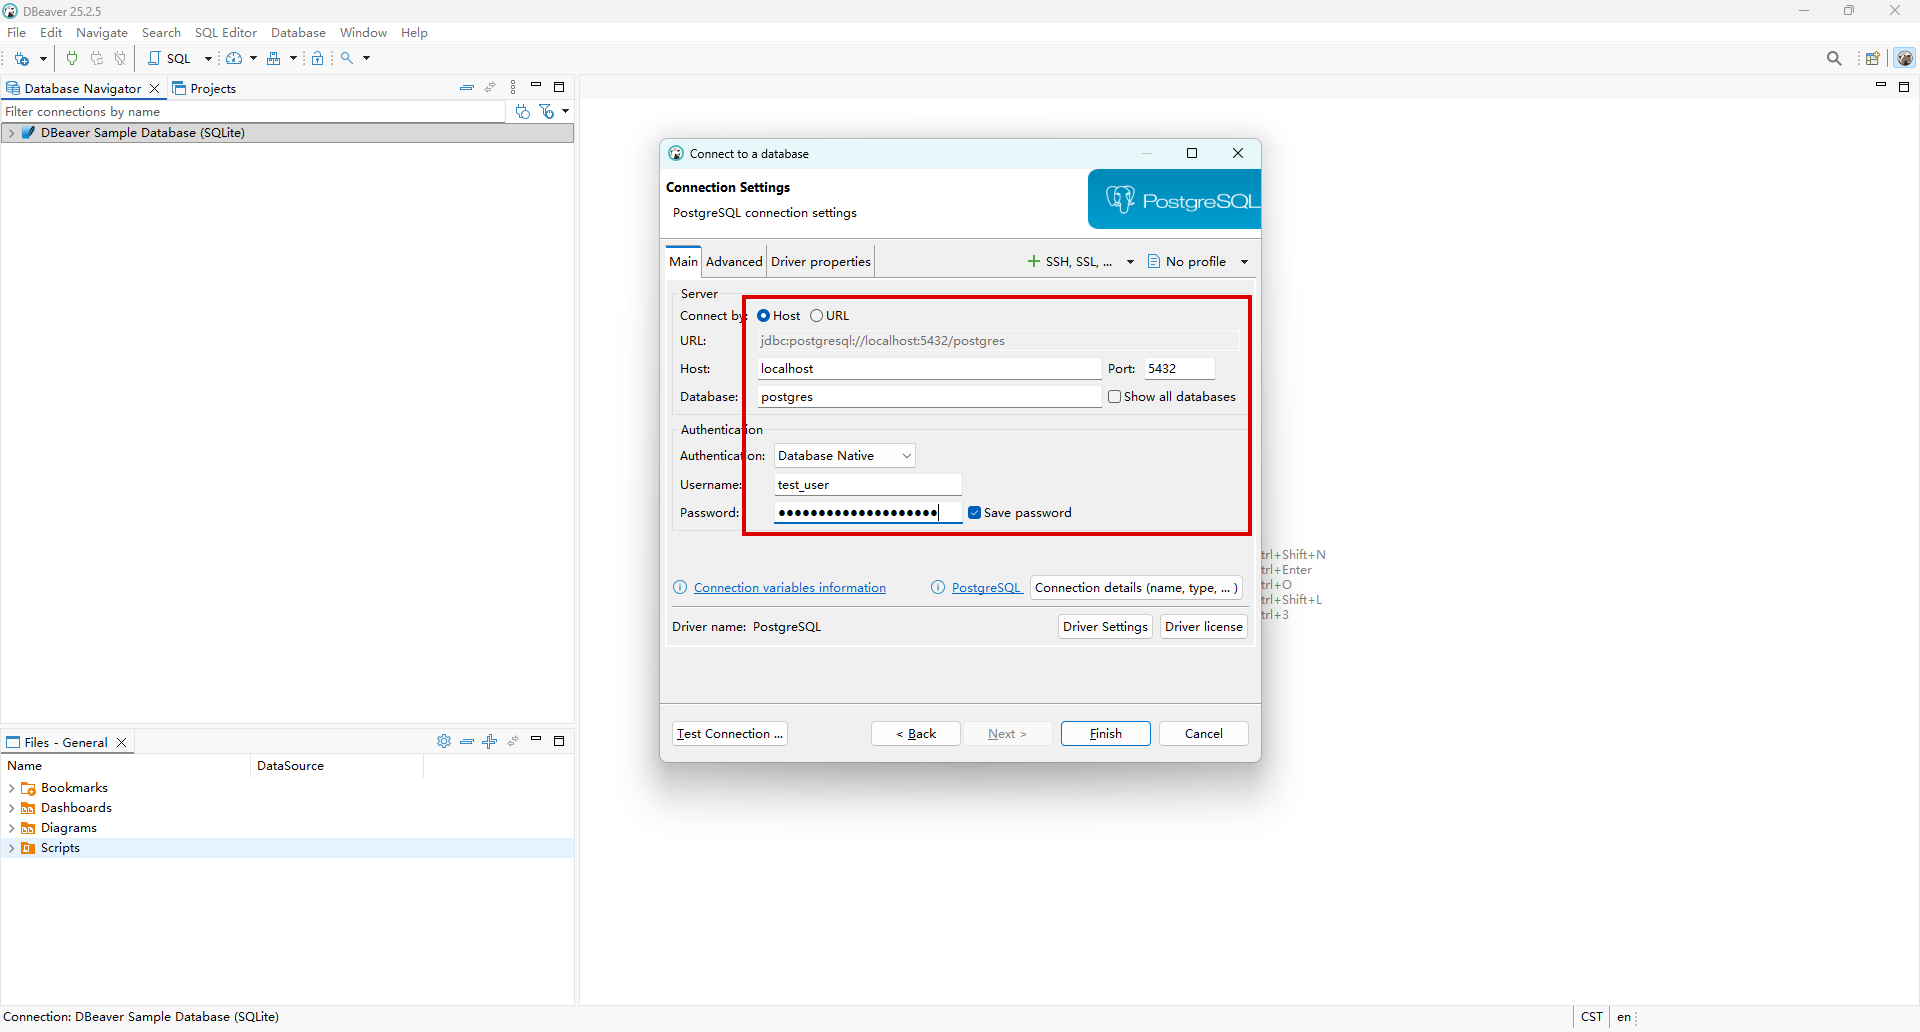 DBeaver 25.2.5
File Edit Navigate Search SQL Editor Database Window Help
SQL
Database Navigator Projects
Filter connections by name
DBeaver Sample Database (SQLite)
Connect to a database
Connection Settings
PostgreSQL connection settings
PostgreSQL
Main Advanced Driver properties SSH, SSL, ... No profile
Server
Connect by: Host URL
URL: jdbc:postgresql://localhost:5432/postgres
Host: localhost Port: 5432
Database: postgres Show all databases
Authentication
Authentication: Database Native
Username: test_user
Password: ●●●●●●●●●●●●●●●●●●●● Save password
trl+Shift+N
trl+Enter
trl+O
trl+Shift+L
trl+3
Connection variables information PostgreSQL Connection details (name, type, ... )
Driver name: PostgreSQL Driver Settings Driver license
Test Connection ... < Back Next > Finish Cancel
Files - General
Name DataSource
Bookmarks
Dashboards
Diagrams
Scripts
Connection: DBeaver Sample Database (SQLite) CST en